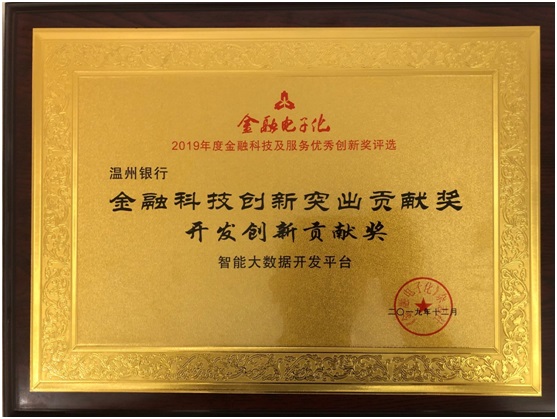 金融电子化
2019年度金融科技及服务优秀创新奖评选
温州银行
金融科技创新突出贡献奖
开发创新贡献奖
智能大数据开发平台
二〇一九年十二月